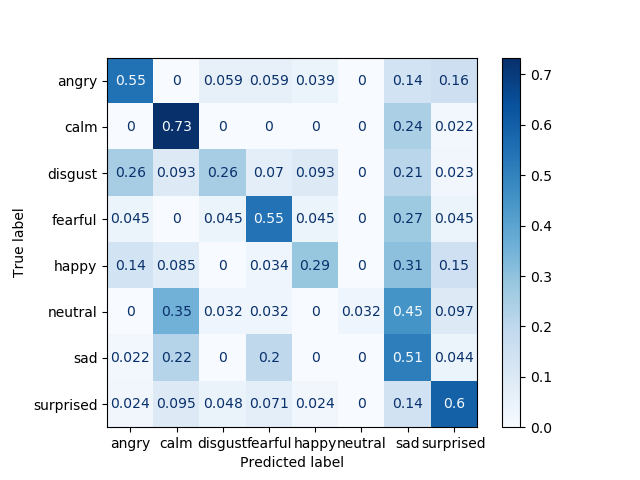 angry 0.55 0 0.059 0.059 0.039 0 0.14 0.16
calm 0 0.73 0 0 0 0 0.24 0.022
disgust 0.26 0.093 0.26 0.07 0.093 0 0.21 0.023
fearful 0.045 0 0.045 0.55 0.045 0 0.27 0.045
happy 0.14 0.085 0 0.034 0.29 0 0.31 0.15
neutral 0 0.35 0.032 0.032 0 0.032 0.45 0.097
sad 0.022 0.22 0 0.2 0 0 0.51 0.044
surprised 0.024 0.095 0.048 0.071 0.024 0 0.14 0.6
angry calm disgust fearful happy neutral sad surprised
Predicted label
True label
0.7
0.6
0.5
0.4
0.3
0.2
0.1
0.0